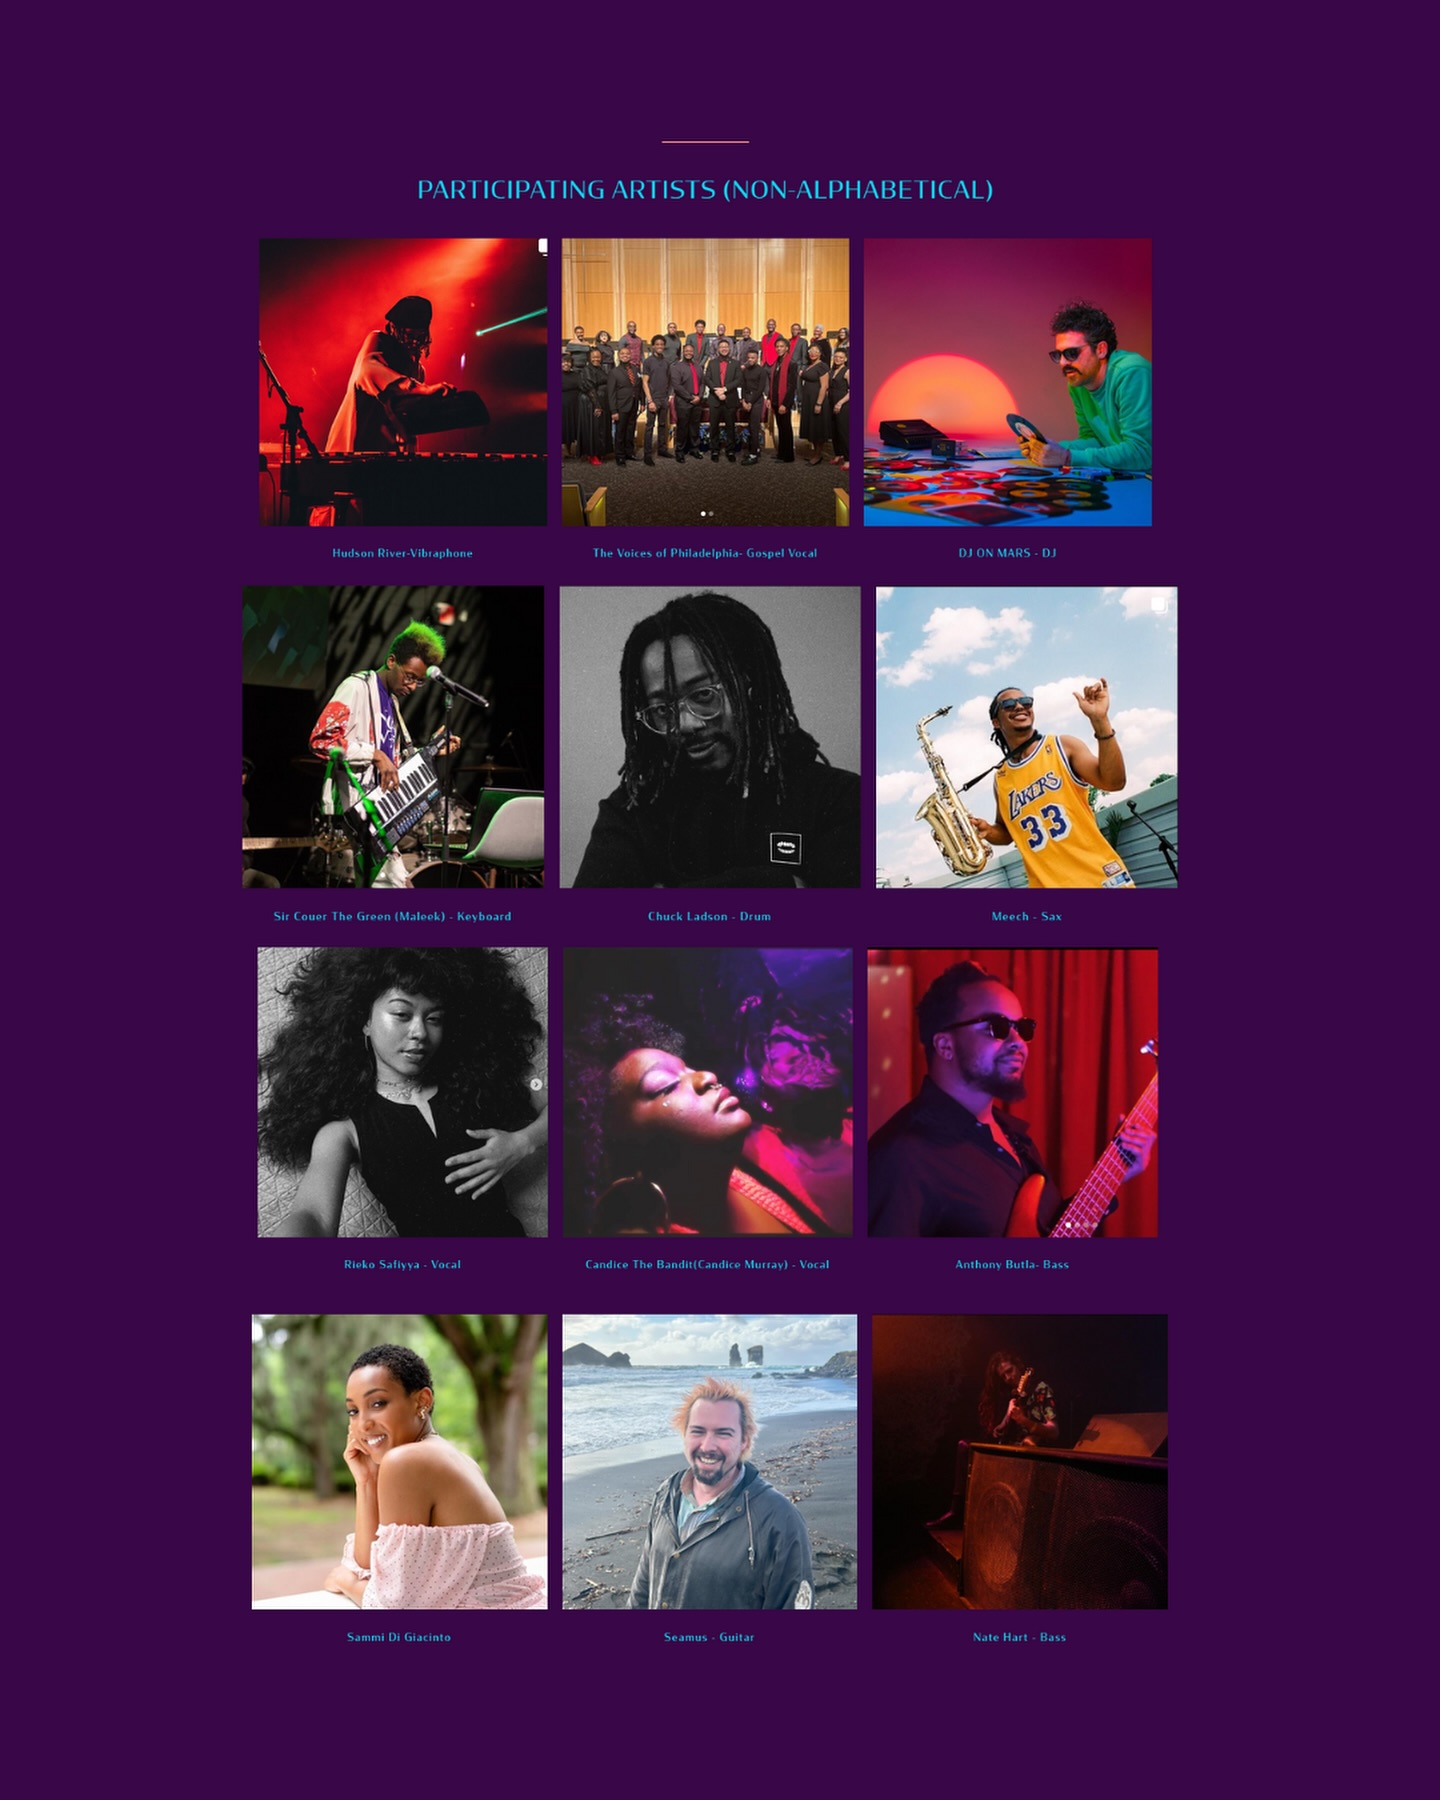 PARTICIPATING ARTISTS (NON-ALPHABETICAL)
Hudson River-Vibraphone
The Voices of Philadelphia- Gospel Vocal
DJ ON MARS - DJ
LAKERS
33
Sir Couer The Green (Maleek) - Keyboard
Chuck Ladson - Drum
Meech - Sax
Rieko Safiyya - Vocal
Candice The Bandit(Candice Murray) - Vocal
Anthony Butla- Bass
Sammi Di Giacinto
Seamus - Guitar
Nate Hart - Bass